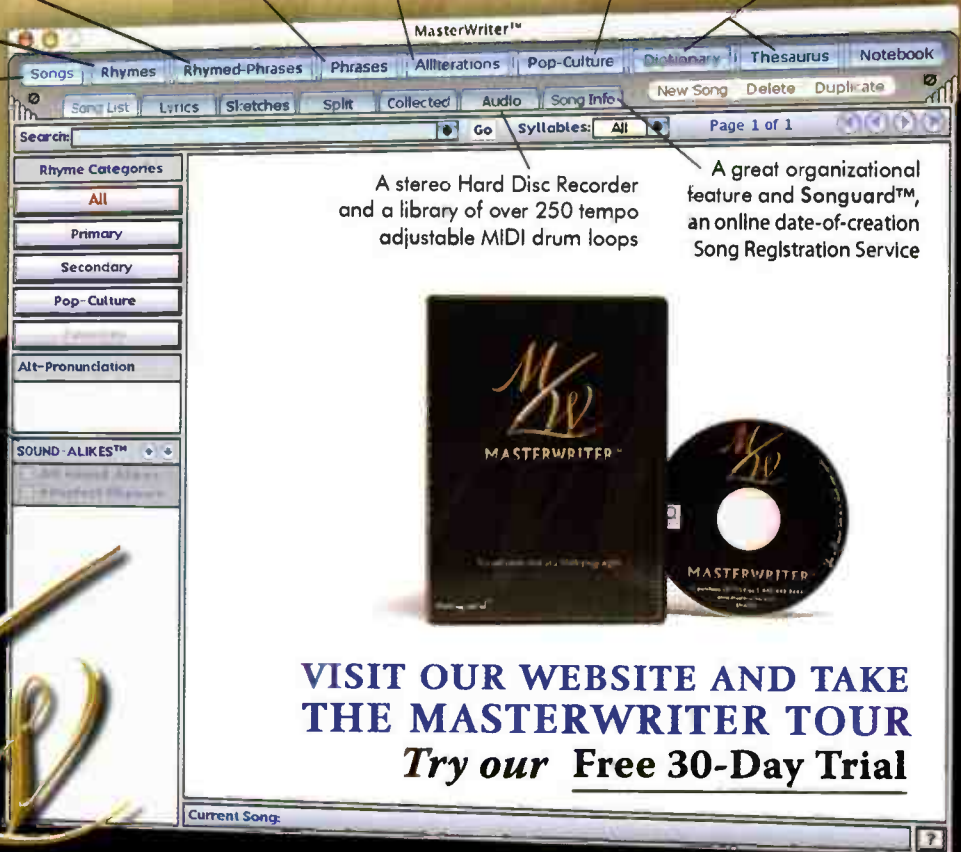 MasterWriter™
Songs Rhymes Rhymed-Phrases Phrases Allliterations Pop-Culture Dictionary Thesaurus Notebook
Song List Lyrics Sketches Split Collected Audio Song Info New Song Delete Duplicate
Search: Go Syllables: All Page 1 of 1
Rhyme Categories
All
Primary
Secondary
Pop-Culture
Alt-Pronunciation
SOUND-ALIKES™
A stereo Hard Disc Recorder
and a library of over 250 tempo
adjustable MIDI drum loops
A great organizational
feature and Songuard™,
an online date-of-creation
Song Registration Service
MW
MASTERWRITER™
MW
MASTERWRITER
VISIT OUR WEBSITE AND TAKE
THE MASTERWRITER TOUR
Try our Free 30-Day Trial
Current Song:
?